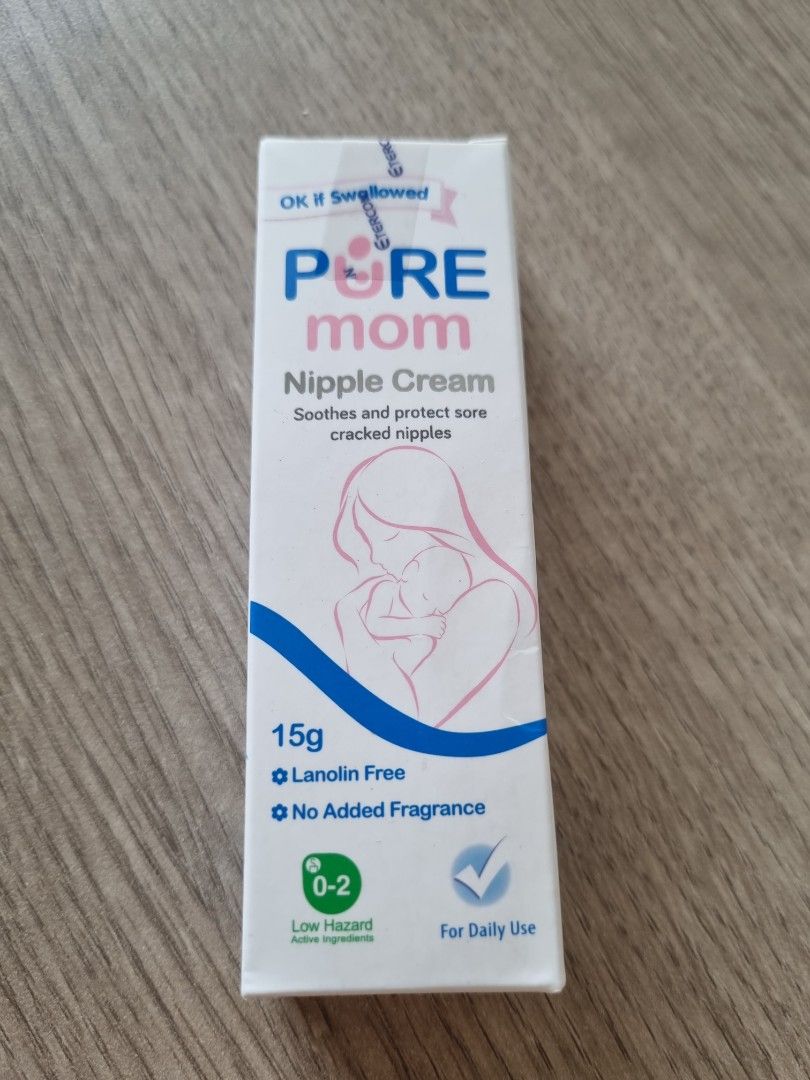 OK if Swallowed
PURE
mom
Nipple Cream
Soothes and protect sore
cracked nipples
15g
Lanolin Free
No Added Fragrance
0-2
Low Hazard
Active Ingredients
For Daily Use